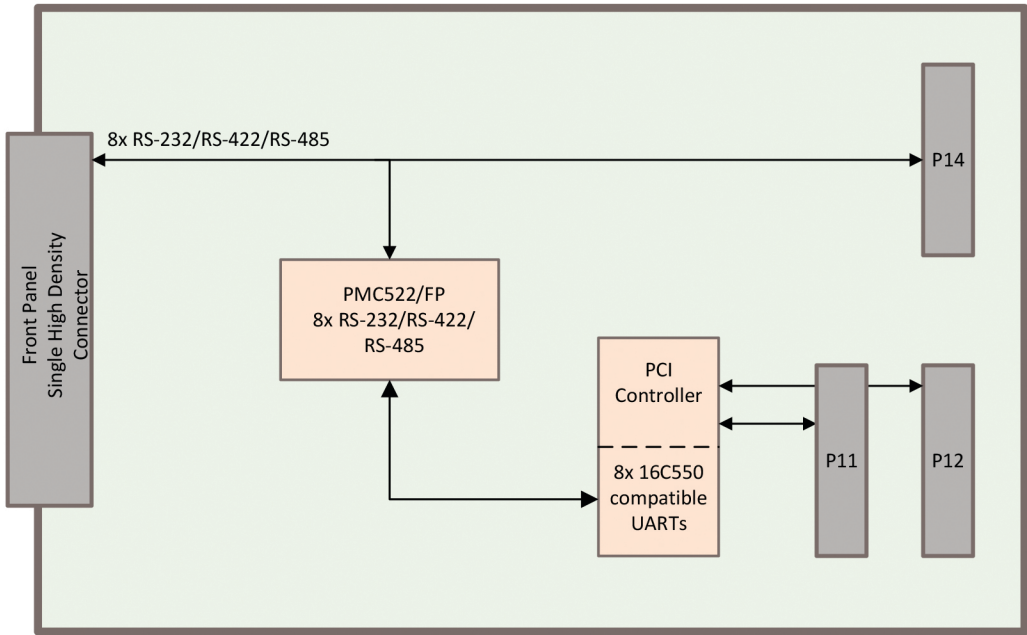 8x RS-232/RS-422/RS-485
P14
Front Panel
Single High Density
Connector
PMC522/FP
8x RS-232/RS-422/
RS-485
PCI
Controller
8x 16C550
compatible
UARTs
P11
P12